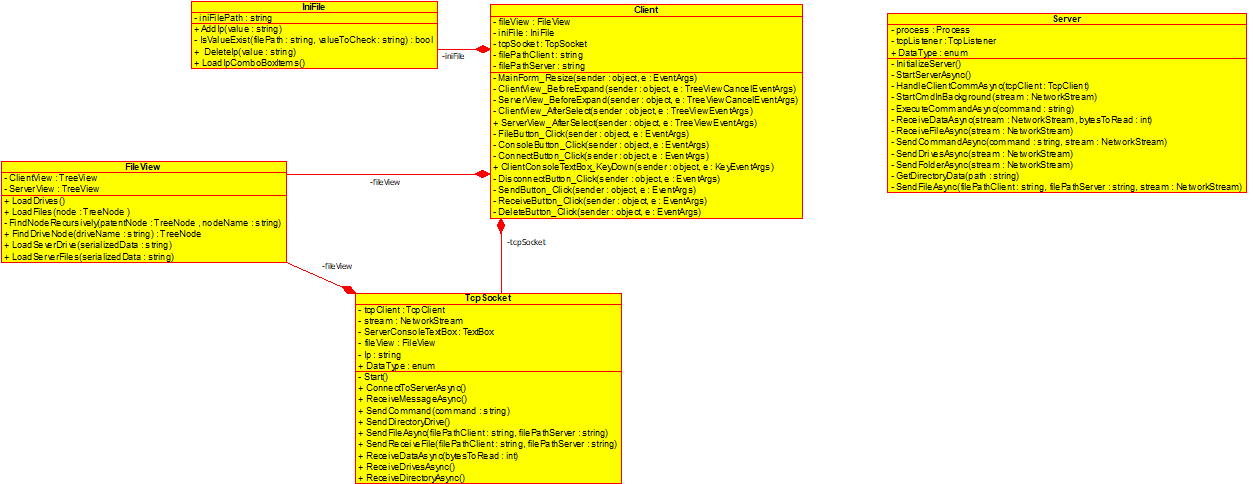 IniFile
- iniFilePath : string
+ AddIp(value : string)
- IsValueExist(filePath : string, valueToCheck : string) : bool
+ DeleteIp(value : string)
+ LoadIpComboBoxItems()
-iniFile
Client
- fileView : FileView
- iniFile : IniFile
- tcpSocket : TcpSocket
- filePathClient : string
- filePathServer : string
- MainForm_Resize(sender : object, e : EventArgs)
- ClientView_BeforeExpand(sender : object, e : TreeViewCancelEventArgs)
- ServerView_BeforeExpand(sender : object, e : TreeViewCancelEventArgs)
- ClientView_AfterSelect(sender : object, e : TreeViewEventArgs)
+ ServerView_AfterSelect(sender : object, e : TreeViewEventArgs)
- FileButton_Click(sender : object, e : EventArgs)
- ConsoleButton_Click(sender : object, e : EventArgs)
- ConnectButton_Click(sender : object, e : EventArgs)
+ ClientConsoleTextBox_KeyDown(sender : object, e : KeyEventArgs)
- DisconnectButton_Click(sender : object, e : EventArgs)
- SendButton_Click(sender : object, e : EventArgs)
- ReceiveButton_Click(sender : object, e : EventArgs)
- DeleteButton_Click(sender : object, e : EventArgs)
Server
- process : Process
- tcpListener : TcpListener
+ DataType : enum
- InitializeServer()
- StartServerAsync()
- HandleClientCommAsync(tcpClient : TcpClient)
- StartCmdInBackground(stream : NetworkStream)
- ExecuteCommandAsync(command : string)
- ReceiveDataAsync(stream : NetworkStream, bytesToRead : int)
- ReceiveFileAsync(stream : NetworkStream)
- SendCommandAsync(command : string, stream : NetworkStream)
- SendDrivesAsync(stream : NetworkStream)
- SendFolderAsync(stream : NetworkStream)
- GetDirectoryData(path : string)
- SendFileAsync(filePathClient : string, filePathServer : string, stream : NetworkStream)
FileView
- ClientView : TreeView
- ServerView : TreeView
+ LoadDrives()
+ LoadFiles(node : TreeNode )
- FindNodeRecursively(patentNode : TreeNode , nodeName : string)
+ FindDriveNode(driveName : string) : TreeNode
+ LoadSeverDrive(serializedData : string)
+ LoadServerFiles(serializedData : string)
-fileView
-tcpSocket
-fileView
TcpSocket
- tcpClient : TcpClient
- stream : NetworkStream
- ServerConsoleTextBox : TextBox
- fileView : FileView
- Ip : string
+ DataType : enum
- Start()
+ ConnectToServerAsync()
+ ReceiveMessageAsync()
+ SendCommand(command : string)
+ SendDirectoryDrive()
+ SendFileAsync(filePathClient : string, filePathServer : string)
+ SendReceiveFile(filePathClient : string, filePathServer : string)
+ ReceiveDataAsync(bytesToRead : int)
+ ReceiveDrivesAsync()
+ ReceiveDirectoryAsync()